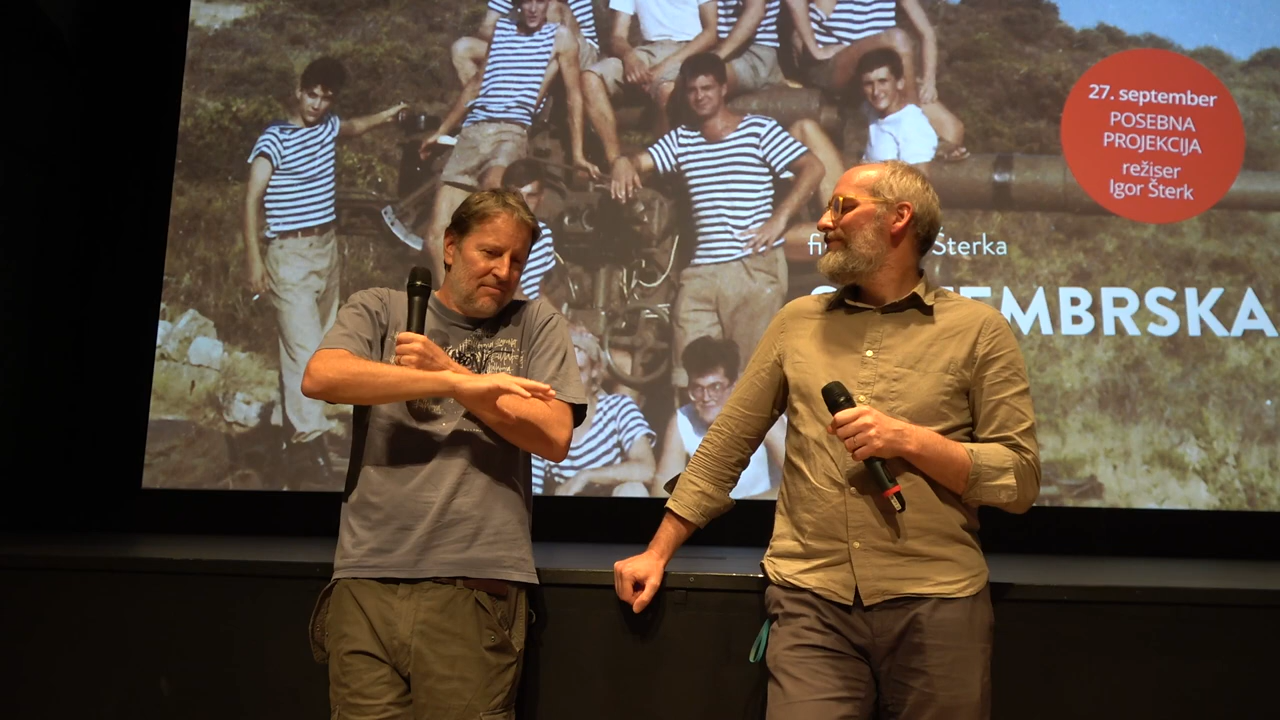 27. september
POSEBNA
PROJEKCIJA
režiser
Igor Šterk
Šterka
EMBRSKA